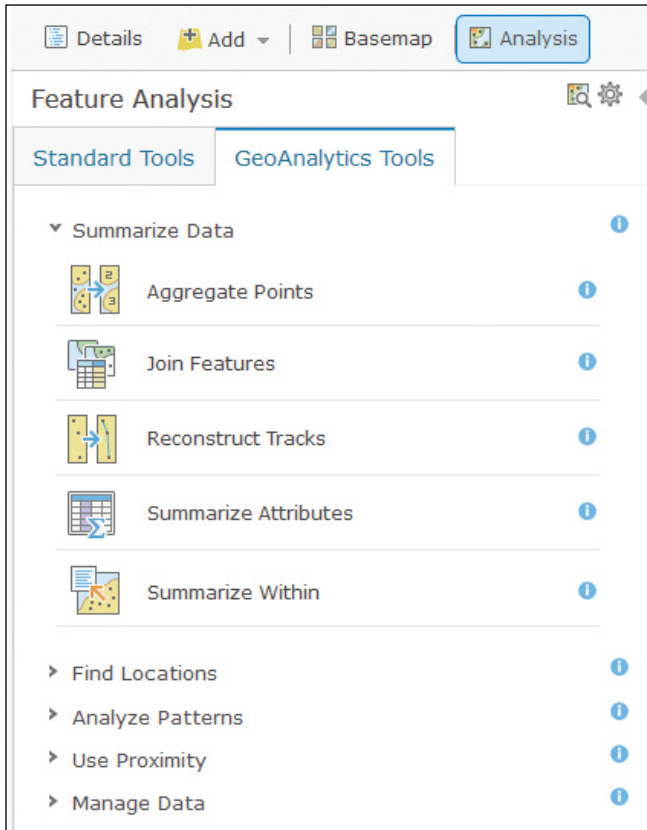 Details Add Basemap Analysis
Feature Analysis
Standard Tools GeoAnalytics Tools
Summarize Data
Aggregate Points
Join Features
Reconstruct Tracks
Summarize Attributes
Summarize Within
Find Locations
Analyze Patterns
Use Proximity
Manage Data